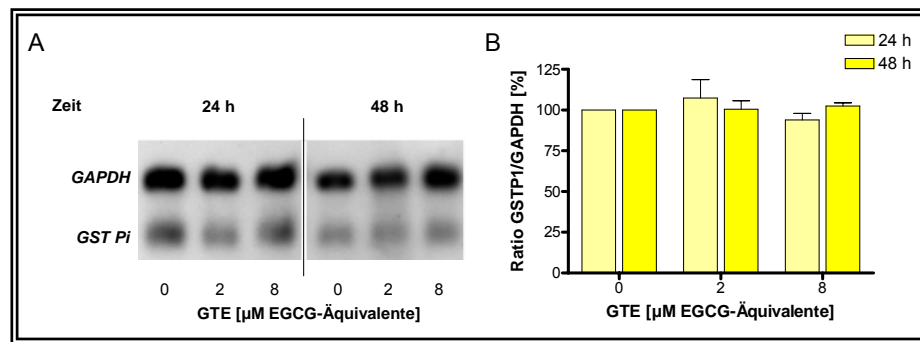 A
Zeit 24 h 48 h
GAPDH
GST Pi
0 2 8 0 2 8
GTE [µM EGCG-Äquivalente]
B
24 h
48 h
Ratio GSTP1/GAPDH [%]
125
100
75
50
25
0
0 2 8
GTE [µM EGCG-Äquivalente]